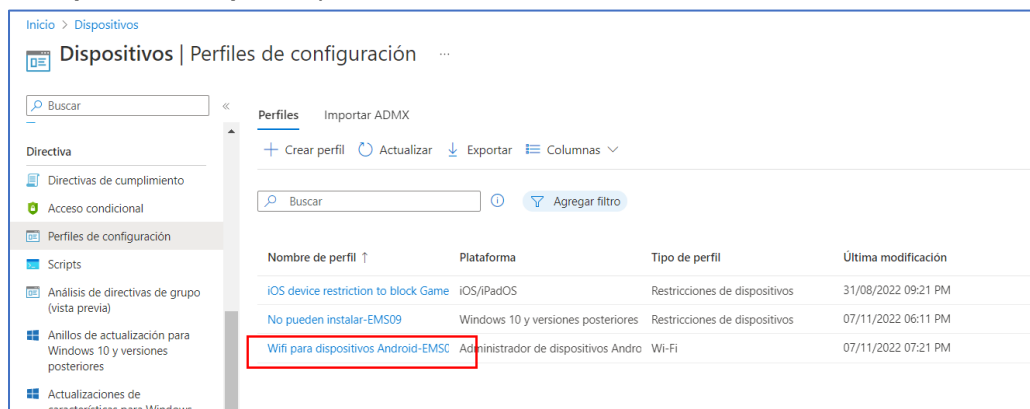 Inicio > Dispositivos
Dispositivos | Perfiles de configuración ...
Buscar «
Perfiles Importar ADMX
Directiva
+ Crear perfil Actualizar Exportar Columnas
Directivas de cumplimiento
Acceso condicional
Buscar Agregar filtro
Perfiles de configuración
Scripts
Nombre de perfil ↑ Plataforma Tipo de perfil Última modificación
Análisis de directivas de grupo
(vista previa)
iOS device restriction to block Game iOS/iPadOS Restricciones de dispositivos 31/08/2022 09:21 PM
No pueden instalar-EMS09 Windows 10 y versiones posteriores Restricciones de dispositivos 07/11/2022 06:11 PM
Anillos de actualización para
Windows 10 y versiones
posteriores
Wifi para dispositivos Android-EMS0 Administrador de dispositivos Andro Wi-Fi 07/11/2022 07:21 PM
Actualizaciones de
características para Windows